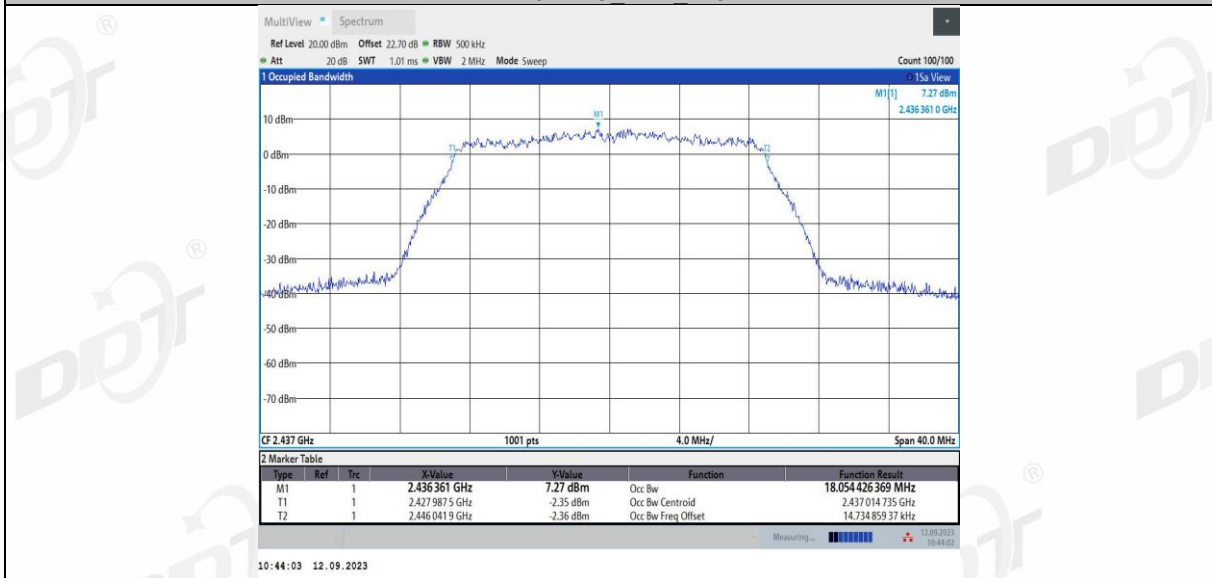 MultiView Spectrum
Ref Level 20.00 dBm Offset 22.70 dB RBW 500 kHz
Att 20 dB SWT 1.01 ms VBW 2 MHz Mode Sweep Count 100/100
1 Occupied Bandwidth 1Sa View
M1[1] 7.27 dBm
2.436 361 0 GHz
10 dBm
M1
0 dBm
T1
T2
-10 dBm
-20 dBm
-30 dBm
-40 dBm
-50 dBm
-60 dBm
-70 dBm
CF 2.437 GHz 1001 pts 4.0 MHz/ Span 40.0 MHz
2 Marker Table
Type Ref Trc X-Value Y-Value Function Function Result
M1 1 2.436 361 GHz 7.27 dBm Occ Bw 18.054 426 369 MHz
T1 1 2.427 987 5 GHz -2.35 dBm Occ Bw Centroid 2.437 014 735 GHz
T2 1 2.446 041 9 GHz -2.36 dBm Occ Bw Freq Offset 14.734 859 37 kHz
Measuring... 12.09.2023
10:44:02
10:44:03 12.09.2023
DDT
DDT
DDT
®
®
®